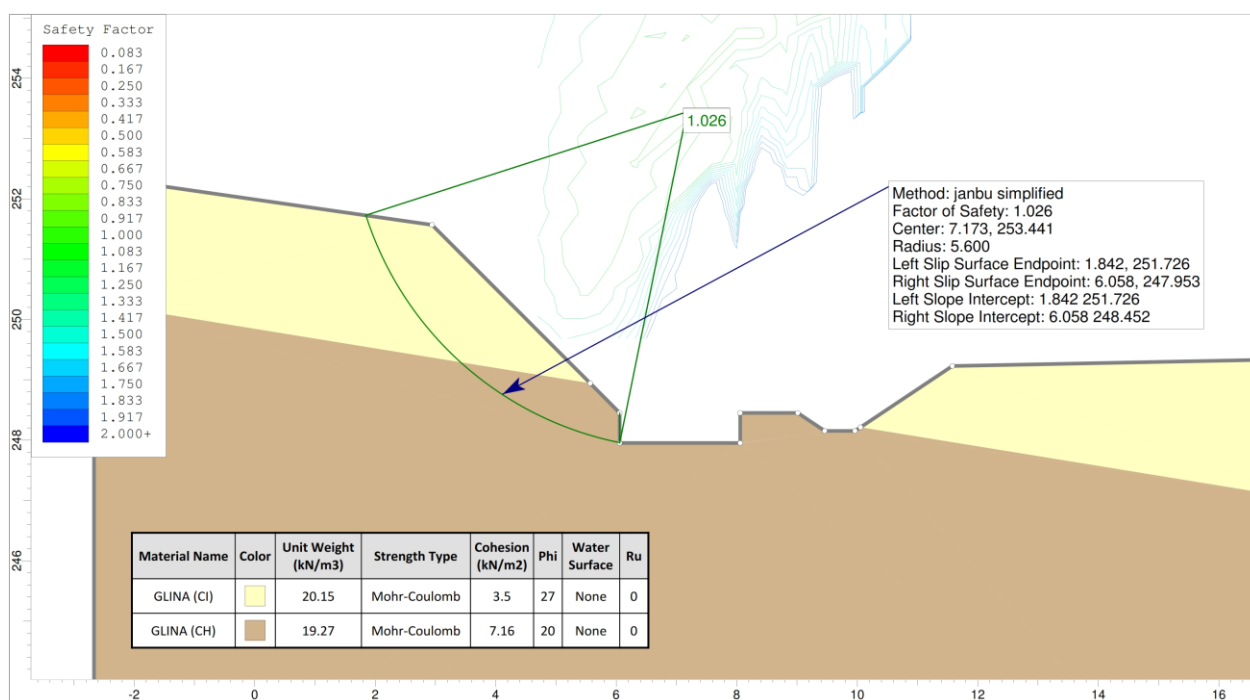 Safety Factor
0.083
0.167
0.250
0.333
0.417
0.500
0.583
0.667
0.750
0.833
0.917
1.000
1.083
1.167
1.250
1.333
1.417
1.500
1.583
1.667
1.750
1.833
1.917
2.000+
1.026
Method: janbu simplified
Factor of Safety: 1.026
Center: 7.173, 253.441
Radius: 5.600
Left Slip Surface Endpoint: 1.842, 251.726
Right Slip Surface Endpoint: 6.058, 247.953
Left Slope Intercept: 1.842 251.726
Right Slope Intercept: 6.058 248.452
254
252
250
248
246
Material Name Color Unit Weight (kN/m3) Strength Type Cohesion (kN/m2) Phi Water Surface Ru
GLINA (CI) 20.15 Mohr-Coulomb 3.5 27 None 0
GLINA (CH) 19.27 Mohr-Coulomb 7.16 20 None 0
-2 0 2 4 6 8 10 12 14 16